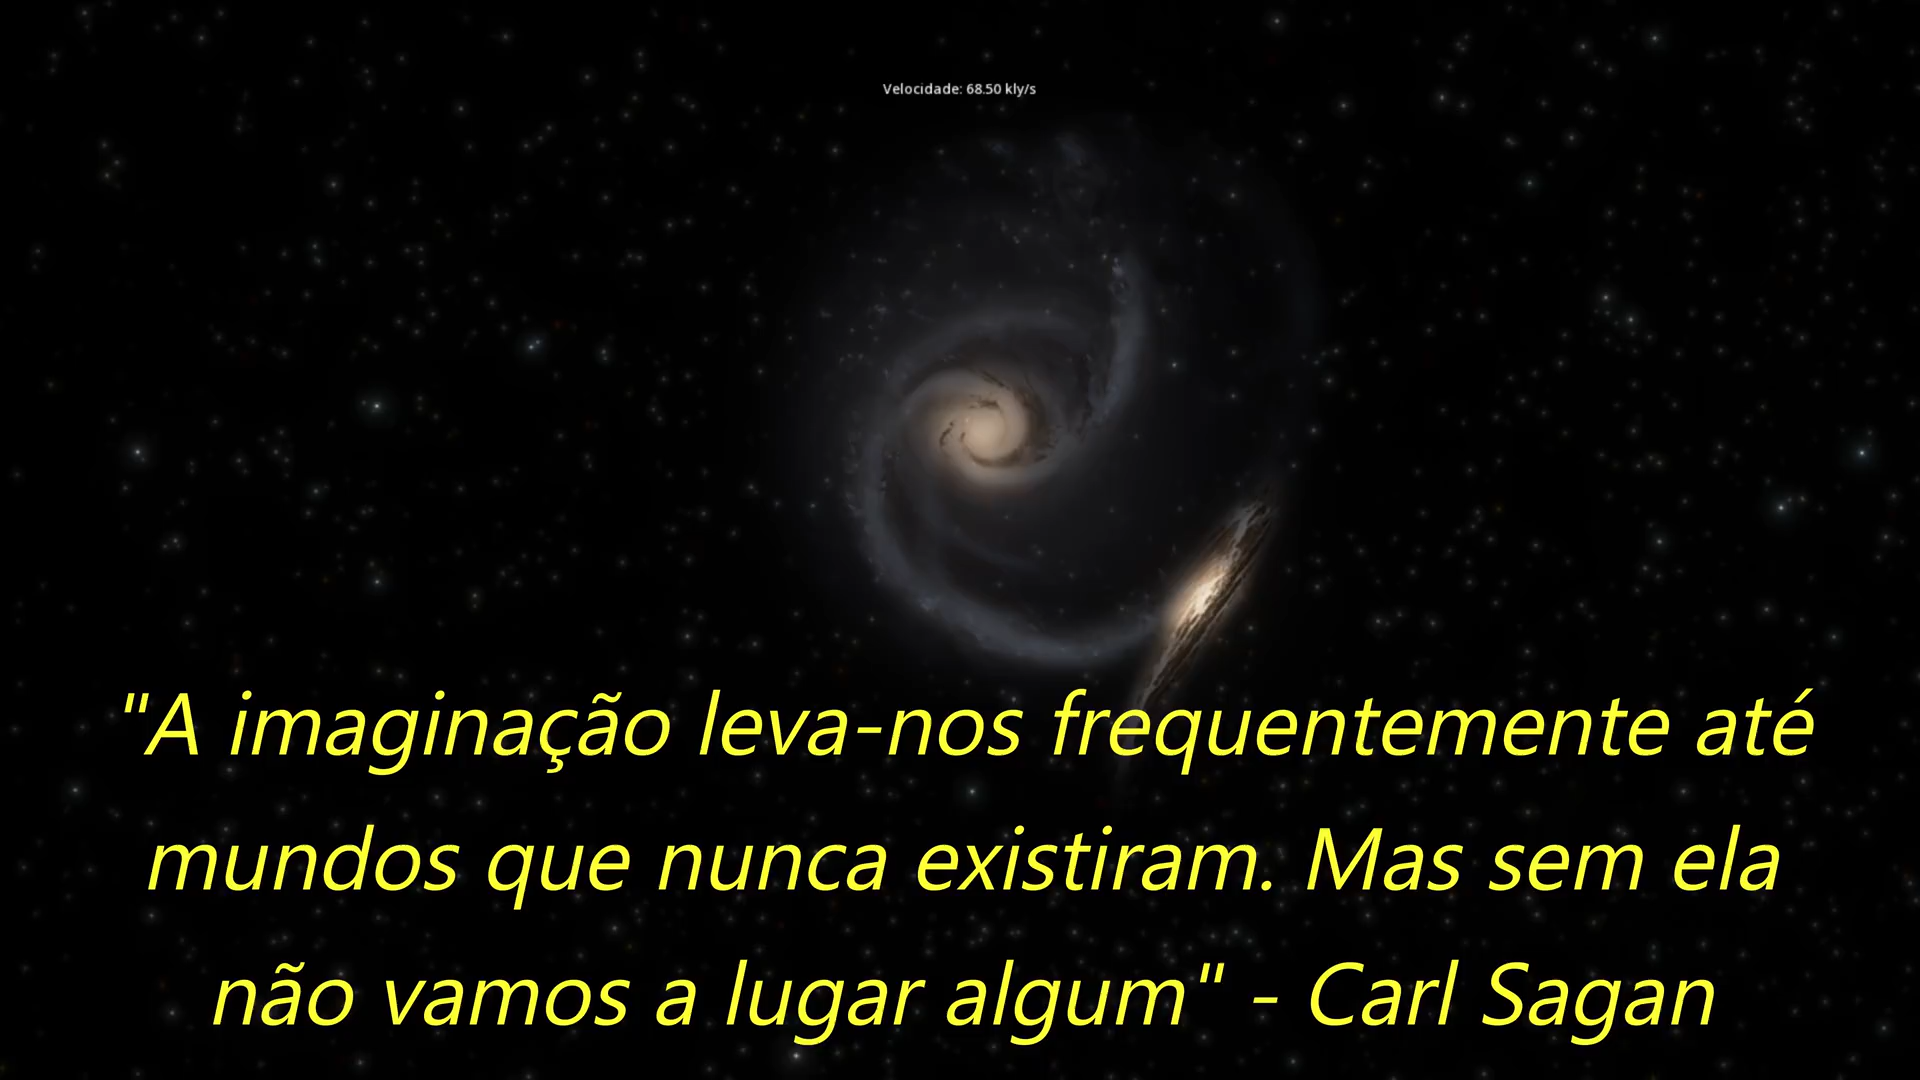 Velocidade: 68.50 kly/s
"A imaginação leva-nos frequentemente até
mundos que nunca existiram. Mas sem ela
não vamos a lugar algum" - Carl Sagan